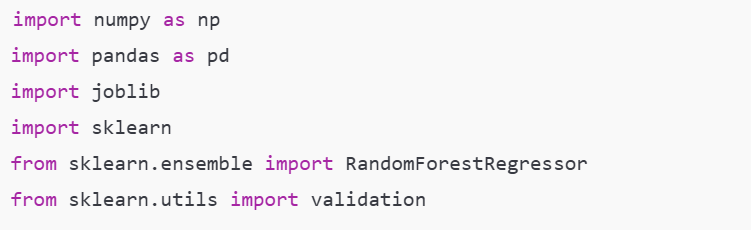 import numpy as np
import pandas as pd
import joblib
import sklearn
from sklearn.ensemble import RandomForestRegressor
from sklearn.utils import validation